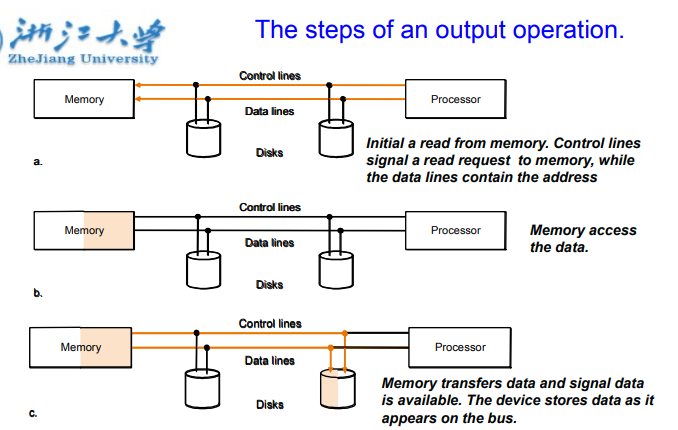 浙江大学
ZheJiang University
The steps of an output operation.
Control lines
Memory
Processor
Data lines
Disks
a.
Initial a read from memory. Control lines
signal a read request to memory, while
the data lines contain the address
Control lines
Memory
Processor
Data lines
Disks
b.
Memory access
the data.
Control lines
Memory
Processor
Data lines
Disks
c.
Memory transfers data and signal data
is available. The device stores data as it
appears on the bus.